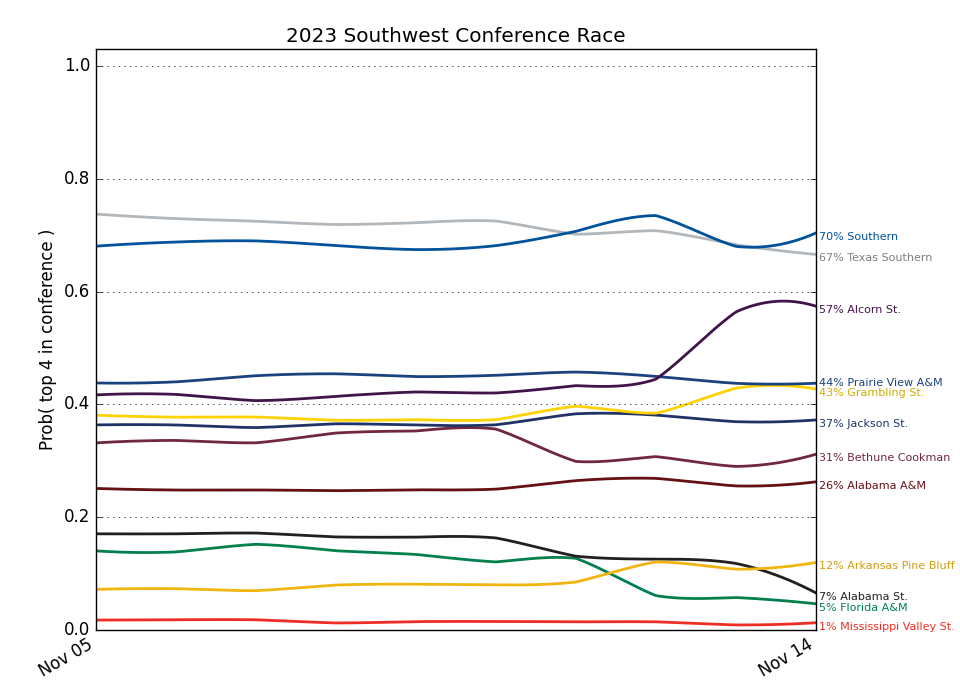 2023 Southwest Conference Race
Prob( top 4 in conference )
1.0
0.8
0.6
0.4
0.2
0.0
Nov 05
Nov 14
70% Southern
67% Texas Southern
57% Alcorn St.
44% Prairie View A&M
43% Grambling St.
37% Jackson St.
31% Bethune Cookman
26% Alabama A&M
12% Arkansas Pine Bluff
7% Alabama St.
5% Florida A&M
1% Mississippi Valley St.